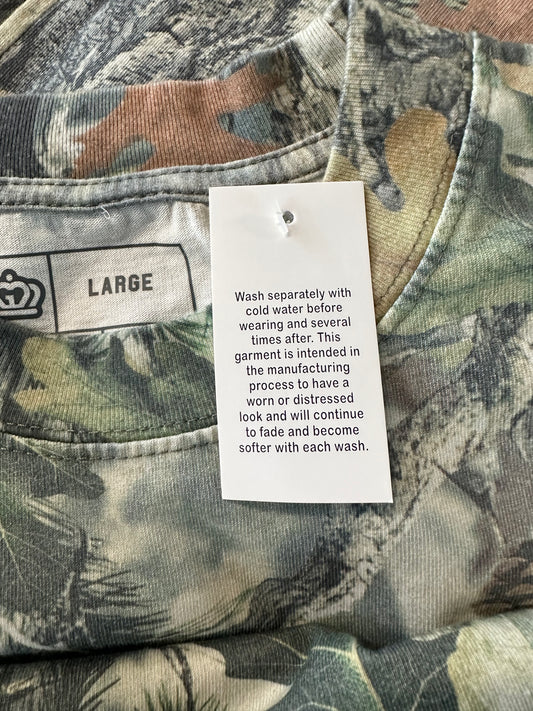 LARGE
Wash separately with
cold water before
wearing and several
times after. This
garment is intended in
the manufacturing
process to have a
worn or distressed
look and will continue
to fade and become
softer with each wash.